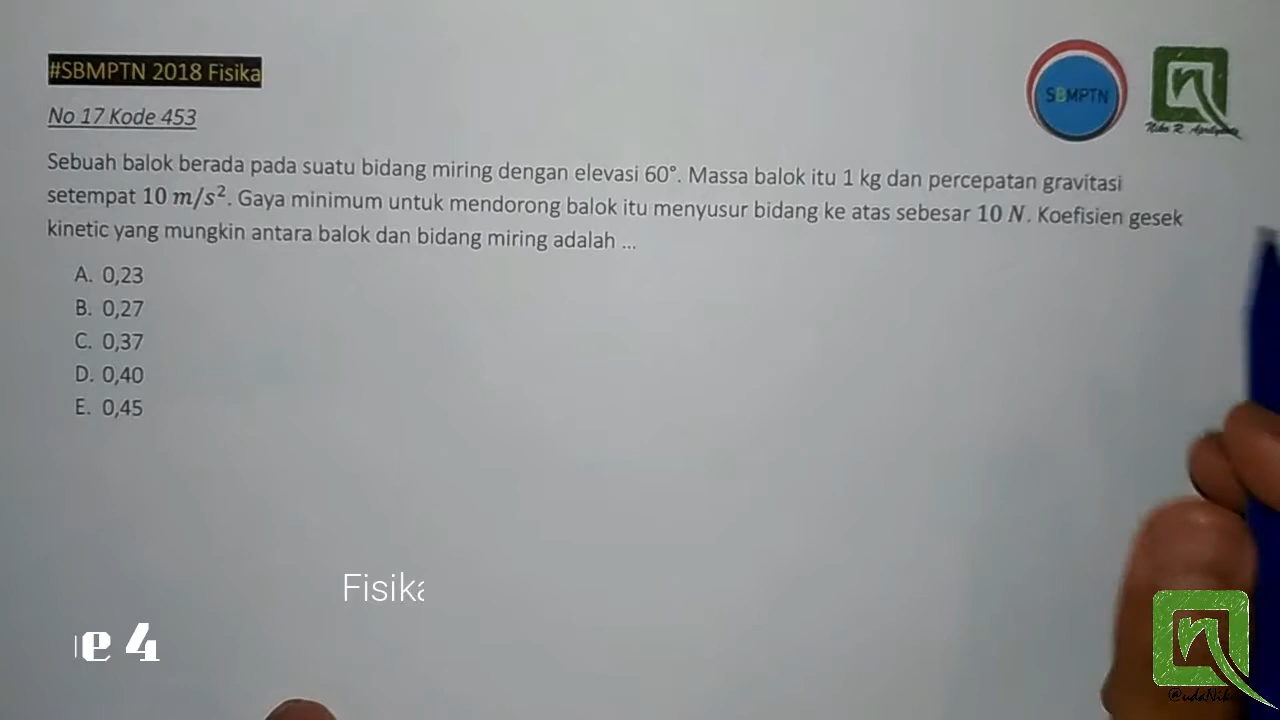 #SBMPTN 2018 Fisika
SBMPTN
No 17 Kode 453
Sebuah balok berada pada suatu bidang miring dengan elevasi 60°. Massa balok itu 1 kg dan percepatan gravitasi
setempat 10 m/s². Gaya minimum untuk mendorong balok itu menyusur bidang ke atas sebesar 10 N. Koefisien gesek
kinetic yang mungkin antara balok dan bidang miring adalah ...
A. 0,23
B. 0,27
C. 0,37
D. 0,40
E. 0,45
Fisika
e 4